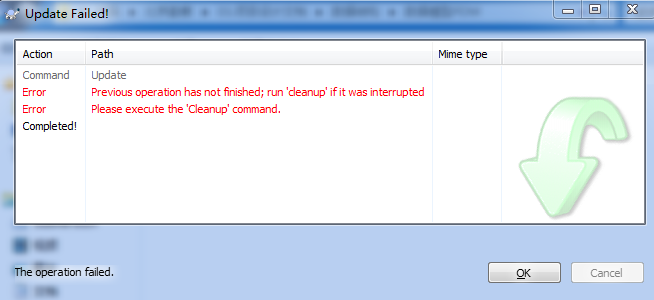 Update Failed!
Action Path Mime type
Command Update
Error Previous operation has not finished; run 'cleanup' if it was interrupted
Error Please execute the 'Cleanup' command.
Completed!
The operation failed.
OK Cancel